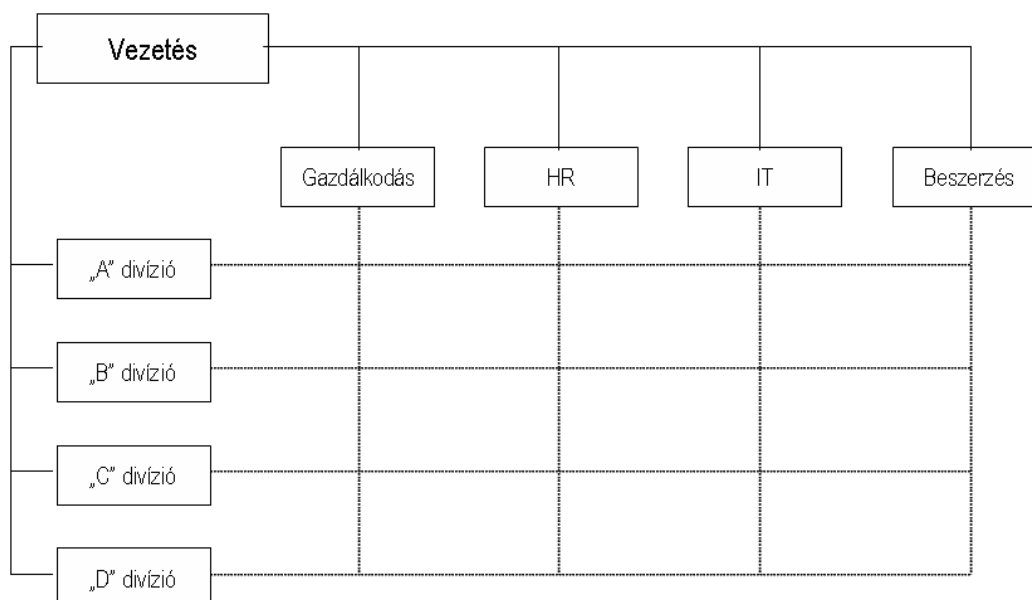 Vezetés
Gazdálkodás
HR
IT
Beszerzés
„A” divízió
„B” divízió
„C” divízió
„D” divízió